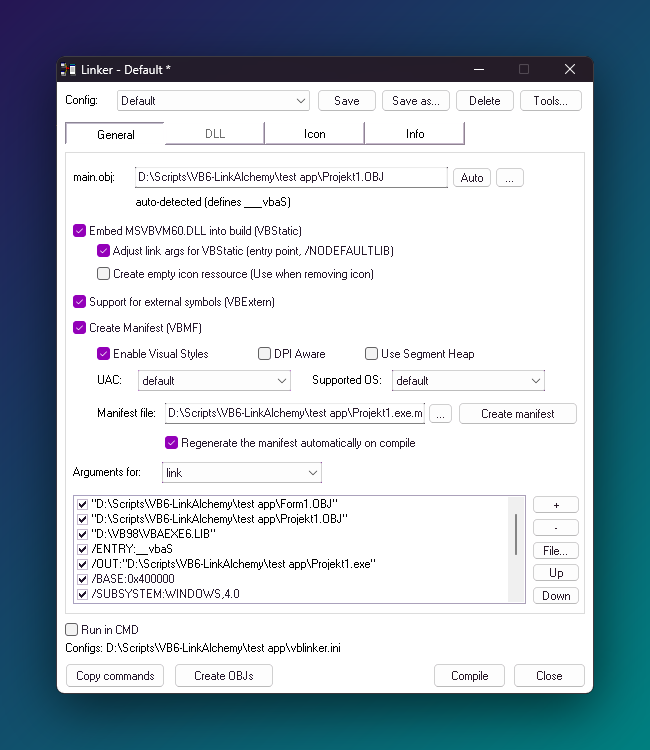 Linker - Default *
Config: Default Save Save as... Delete Tools...
General DLL Icon Info
main.obj: D:\Scripts\VB6-LinkAlchemy\test app\Projekt1.OBJ Auto ...
auto-detected (defines ___vbaS)
Embed MSVBVM60.DLL into build (VBStatic)
Adjust link args for VBStatic (entry point, /NODEFAULTLIB)
Create empty icon ressource (Use when removing icon)
Support for external symbols (VBExtern)
Create Manifest (VBMF)
Enable Visual Styles DPI Aware Use Segment Heap
UAC: default Supported OS: default
Manifest file: D:\Scripts\VB6-LinkAlchemy\test app\Projekt1.exe.m ... Create manifest
Regenerate the manifest automatically on compile
Arguments for: link
"D:\Scripts\VB6-LinkAlchemy\test app\Form1.OBJ" +
"D:\Scripts\VB6-LinkAlchemy\test app\Projekt1.OBJ"
"D:\VB98\VBAEXE6.LIB" -
/ENTRY:__vbaS File...
/OUT:"D:\Scripts\VB6-LinkAlchemy\test app\Projekt1.exe"
/BASE:0x400000 Up
/SUBSYSTEM:WINDOWS,4.0 Down
Run in CMD
Configs: D:\Scripts\VB6-LinkAlchemy\test app\vblinker.ini
Copy commands Create OBJs Compile Close